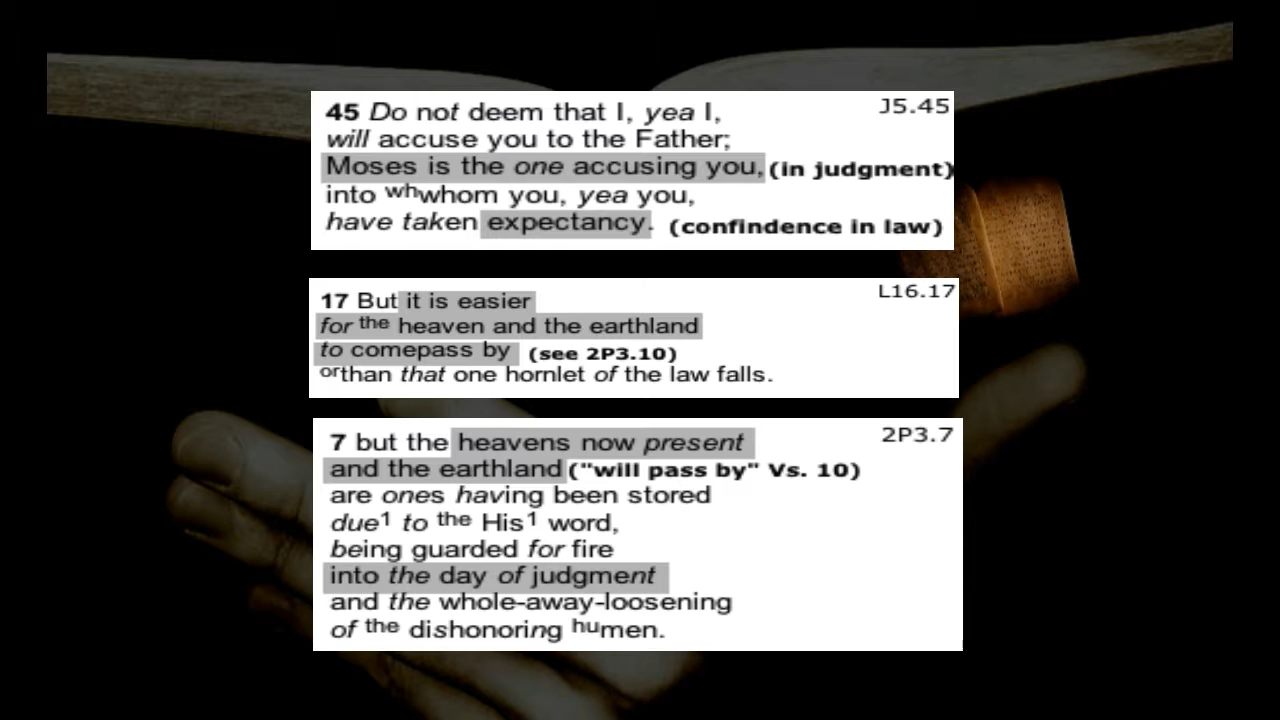 45 Do not deem that I, yea I, J5.45
will accuse you to the Father;
Moses is the one accusing you, (in judgment)
into whwhom you, yea you,
have taken expectancy. (confindence in law)
17 But it is easier L16.17
for the heaven and the earthland
to comepass by (see 2P3.10)
orthan that one hornlet of the law falls.
7 but the heavens now present 2P3.7
and the earthland ("will pass by" Vs. 10)
are ones having been stored
due1 to the His1 word,
being guarded for fire
into the day of judgment
and the whole-away-loosening
of the dishonoring humen.